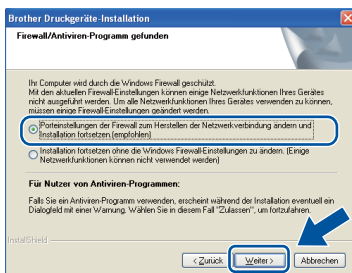 Brother Druckgeräte-Installation
Firewall/Antiviren-Programm gefunden
Ihr Computer wird durch die Windows Firewall geschützt.
Mit den aktuellen Firewall-Einstellungen können einige Netzwerkfunktionen Ihres Gerätes
nicht ausgeführt werden. Um alle Netzwerkfunktionen Ihres Gerätes verwenden zu können,
müssen einige Firewall-Einstellungen geändert werden.
Porteinstellungen der Firewall zum Herstellen der Netzwerkverbindung ändern und
Installation fortsetzen.(empfohlen)
Installation fortsetzen ohne die Windows Firewall-Einstellungen zu ändern. (Einige
Netzwerkfunktionen können nicht verwendet werden)
Für Nutzer von Antiviren-Programmen:
Falls Sie ein Antiviren-Programm verwenden, erscheint während der Installation eventuell ein
Dialogfeld mit einer Warnung. Wählen Sie in diesem Fall "Zulassen", um fortzufahren.
InstallShield
< Zurück Weiter > Abbrechen